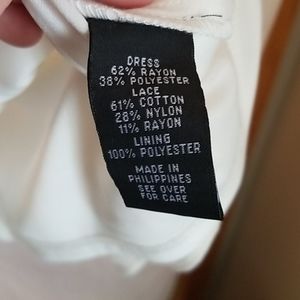 DRESS
62% RAYON
38% POLYESTER
LACE
61% COTTON
28% NYLON
11% RAYON
LINING
100% POLYESTER
MADE IN
PHILIPPINES
SEE OVER
FOR CARE